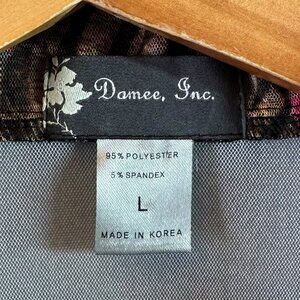 Damee, Inc.
95% POLYESTER
5% SPANDEX
L
MADE IN KOREA